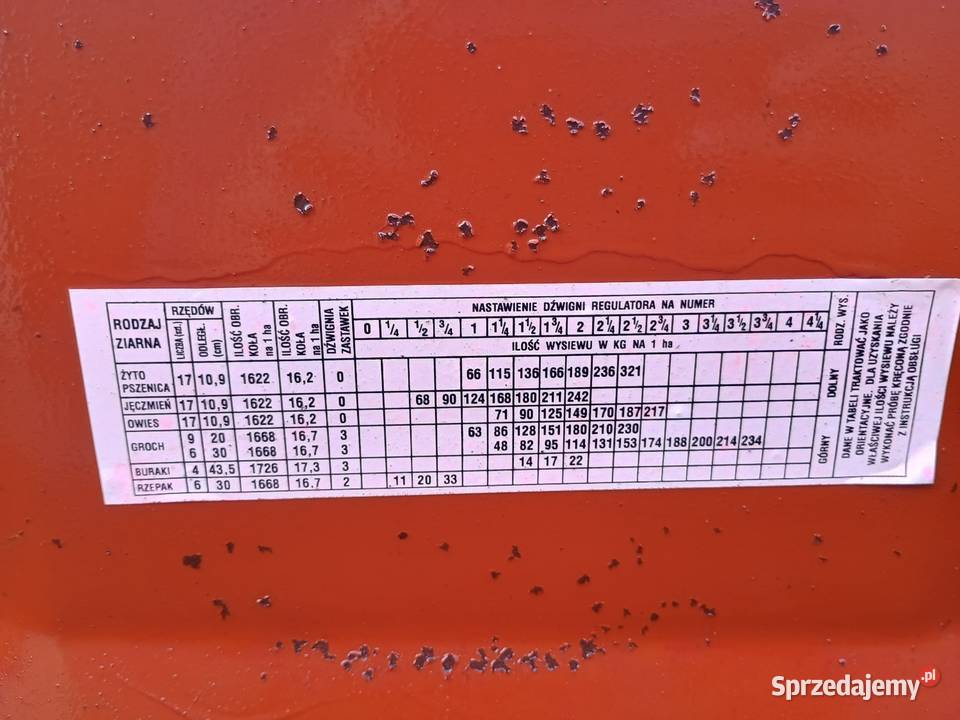 RODZAJ ZIARNA | RZĘDÓW | ILOŚĆ OBR. KOŁA na 1 ha | ILOŚĆ OBR. KOŁA na 1 ha | DŹWIGNIA ZASTAWEK | NASTAWIENIE DŹWIGNI REGULATORA NA NUMER | RODZ. WYS.
LICZBA (szt.) | ODLEGŁ. (cm) | 0 | 1/4 | 1/2 | 3/4 | 1 | 1 1/4 | 1 1/2 | 1 3/4 | 2 | 2 1/4 | 2 1/2 | 2 3/4 | 3 | 3 1/4 | 3 1/2 | 3 3/4 | 4 | 4 1/4
ILOŚĆ WYSIEWU W KG NA 1 ha
ŻYTO PSZENICA | 17 | 10,9 | 1622 | 16,2 | 0 | 66 | 115 | 136 | 166 | 189 | 236 | 321 | DOLNY
JĘCZMIEŃ | 17 | 10,9 | 1622 | 16,2 | 0 | 68 | 90 | 124 | 168 | 180 | 211 | 242
OWIES | 17 | 10,9 | 1622 | 16,2 | 0 | 71 | 90 | 125 | 149 | 170 | 187 | 217
GROCH | 9 | 20 | 1668 | 16,7 | 3 | 63 | 86 | 128 | 151 | 180 | 210 | 230 | GÓRNY
6 | 30 | 1668 | 16,7 | 3 | 48 | 82 | 95 | 114 | 131 | 153 | 174 | 188 | 200 | 214 | 234
BURAKI | 4 | 43,5 | 1726 | 17,3 | 3 | 14 | 17 | 22
RZEPAK | 6 | 30 | 1668 | 16.7 | 2 | 11 | 20 | 33
DANE W TABELI TRAKTOWAĆ JAKO
ORIENTACYJNE. DLA UZYSKANIA
WŁAŚCIWEJ ILOŚCI WYSIEWU NALEŻY
WYKONAĆ PRÓBĘ KRĘCONĄ ZGODNIE
Z INSTRUKCJĄ OBSŁUGI
Sprzedajemy.pl